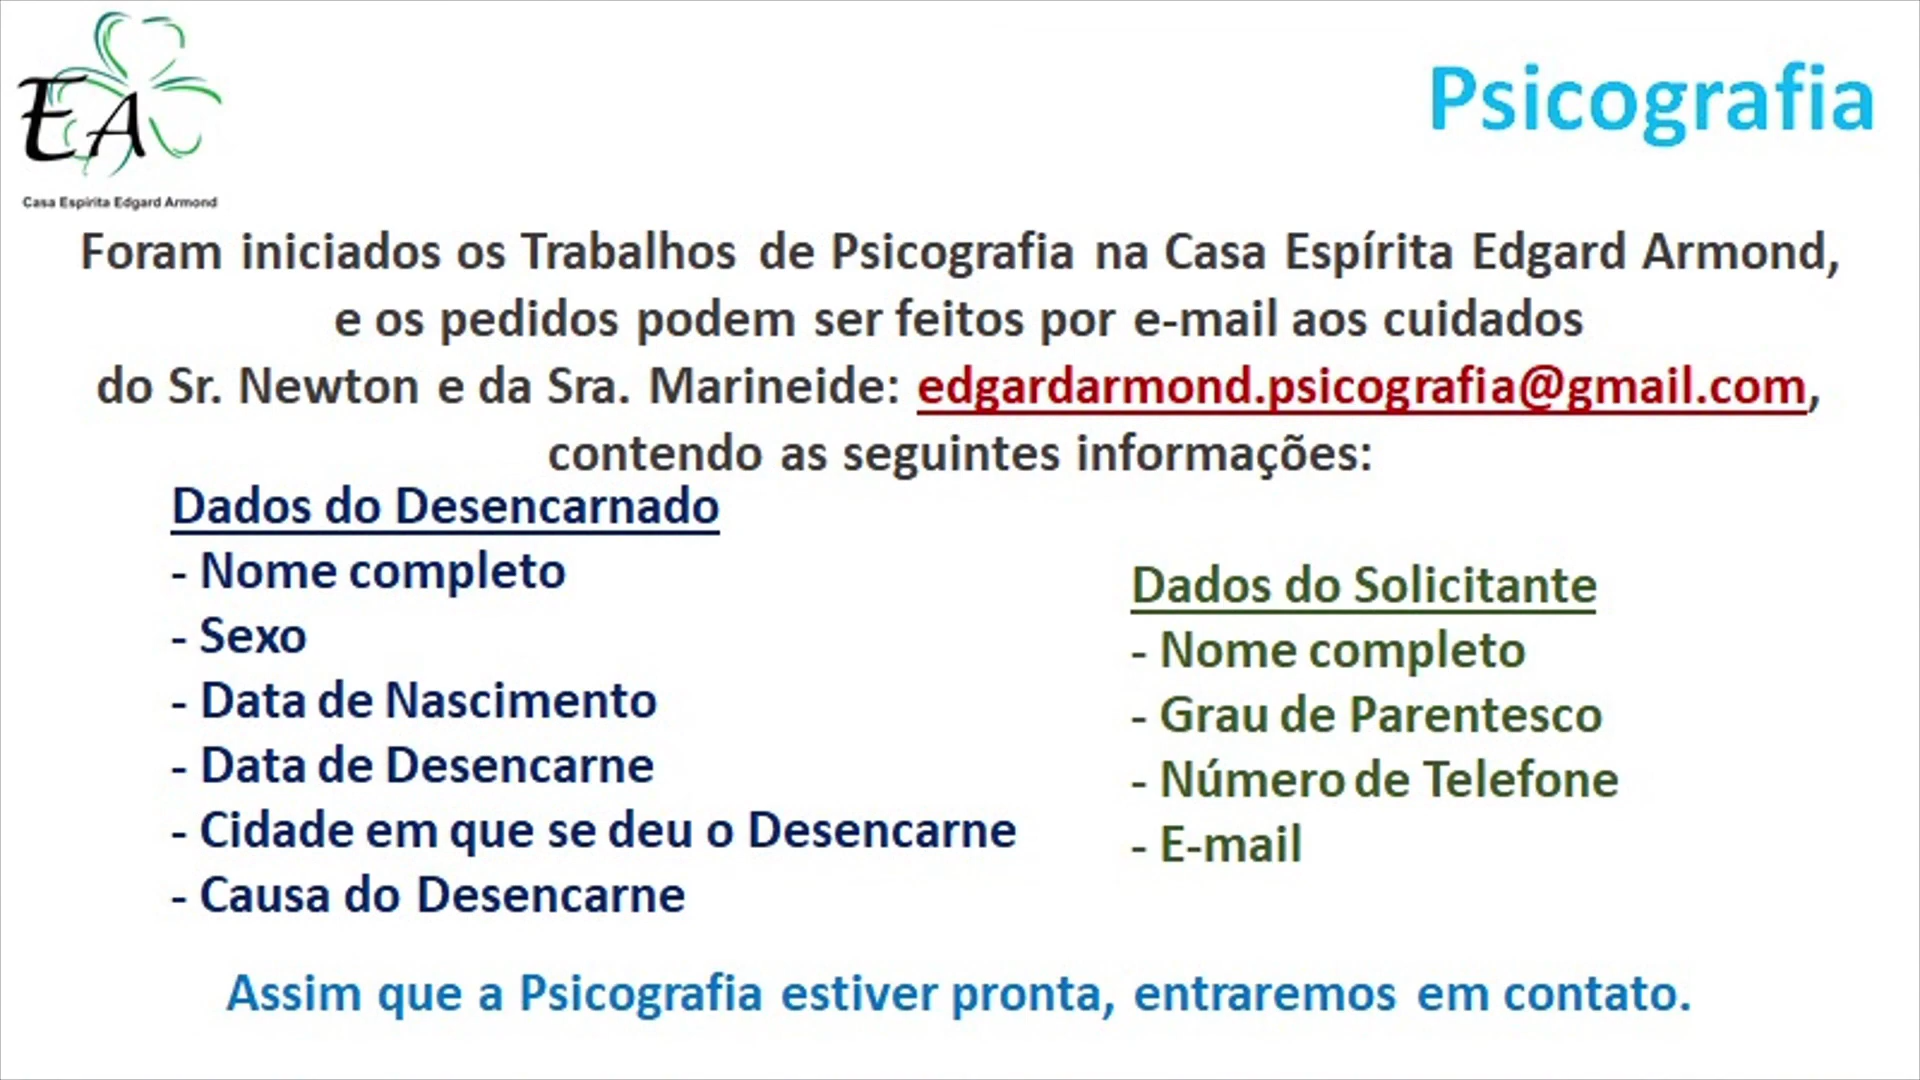 EA
Casa Espírita Edgard Armond
Psicografia
Foram iniciados os Trabalhos de Psicografia na Casa Espírita Edgard Armond,
e os pedidos podem ser feitos por e-mail aos cuidados
do Sr. Newton e da Sra. Marineide: edgardarmond.psicografia@gmail.com,
contendo as seguintes informações:
Dados do Desencarnado
- Nome completo
- Sexo
- Data de Nascimento
- Data de Desencarne
- Cidade em que se deu o Desencarne
- Causa do Desencarne
Dados do Solicitante
- Nome completo
- Grau de Parentesco
- Número de Telefone
- E-mail
Assim que a Psicografia estiver pronta, entraremos em contato.